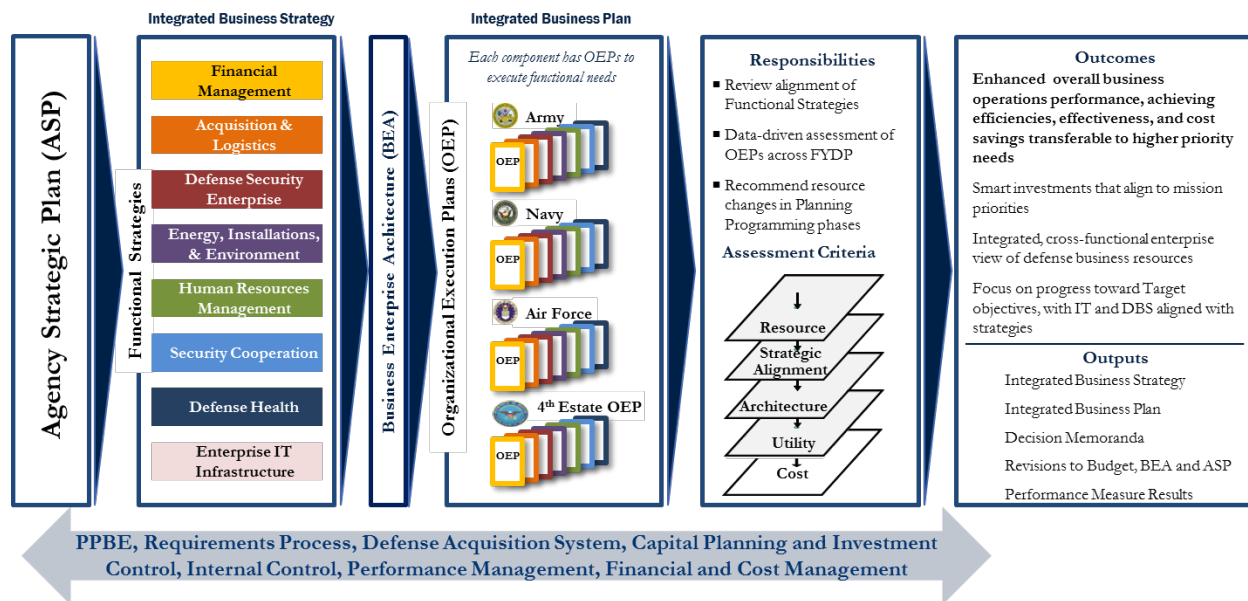 Integrated Business Strategy
Integrated Business Plan
Agency Strategic Plan (ASP)
Functional Strategies
Financial
Management
Acquisition &
Logistics
Defense Security
Enterprise
Energy, Installations,
& Environment
Human Resources
Management
Security Cooperation
Defense Health
Enterprise IT
Infrastructure
Business Enterprise Architecture (BEA)
Organizational Execution Plans (OEP)
Each component has OEPs to
execute functional needs
Army
OEP
Navy
OEP
Air Force
OEP
4th Estate OEP
OEP
Responsibilities
▪ Review alignment of
Functional Strategies
▪ Data-driven assessment of
OEPs across FYDP
▪ Recommend resource
changes in Planning
Programming phases
Assessment Criteria
Resource
Strategic
Alignment
Architecture
Utility
Cost
Outcomes
Enhanced overall business
operations performance, achieving
efficiencies, effectiveness, and cost
savings transferable to higher priority
needs
Smart investments that align to mission
priorities
Integrated, cross-functional enterprise
view of defense business resources
Focus on progress toward Target
objectives, with IT and DBS aligned with
strategies
Outputs
Integrated Business Strategy
Integrated Business Plan
Decision Memoranda
Revisions to Budget, BEA and ASP
Performance Measure Results
PPBE, Requirements Process, Defense Acquisition System, Capital Planning and Investment
Control, Internal Control, Performance Management, Financial and Cost Management